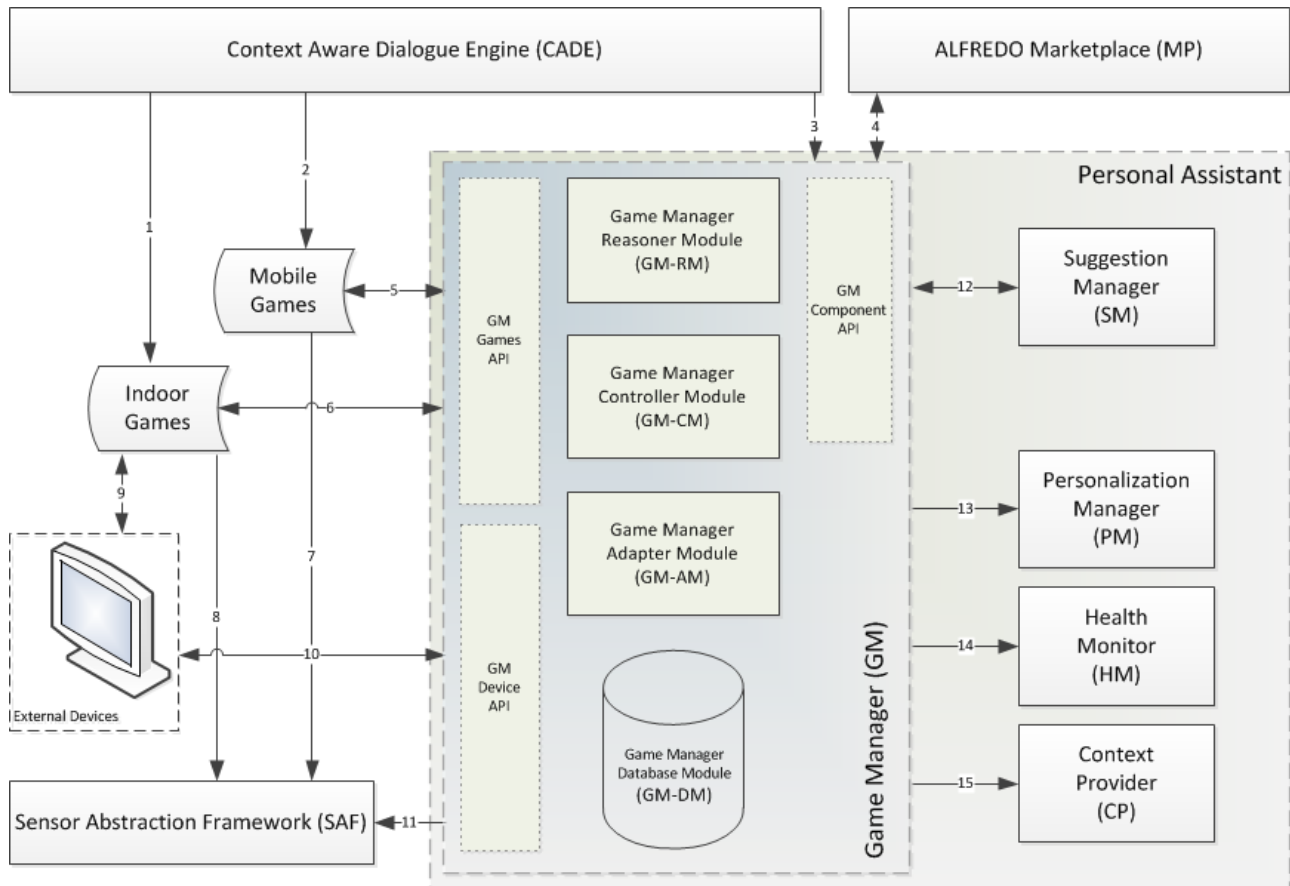 Context Aware Dialogue Engine (CADE)
ALFREDO Marketplace (MP)
3
4
Personal Assistant
2
1
Mobile
Games
5
GM
Games
API
Game Manager
Reasoner Module
(GM-RM)
GM
Component
API
12
Suggestion
Manager
(SM)
Indoor
Games
6
Game Manager
Controller Module
(GM-CM)
9
7
8
10
External Devices
Game Manager
Adapter Module
(GM-AM)
13
Personalization
Manager
(PM)
GM
Device
API
14
Health
Monitor
(HM)
Game Manager
Database Module
(GM-DM)
Game Manager (GM)
15
Context
Provider
(CP)
Sensor Abstraction Framework (SAF)
11